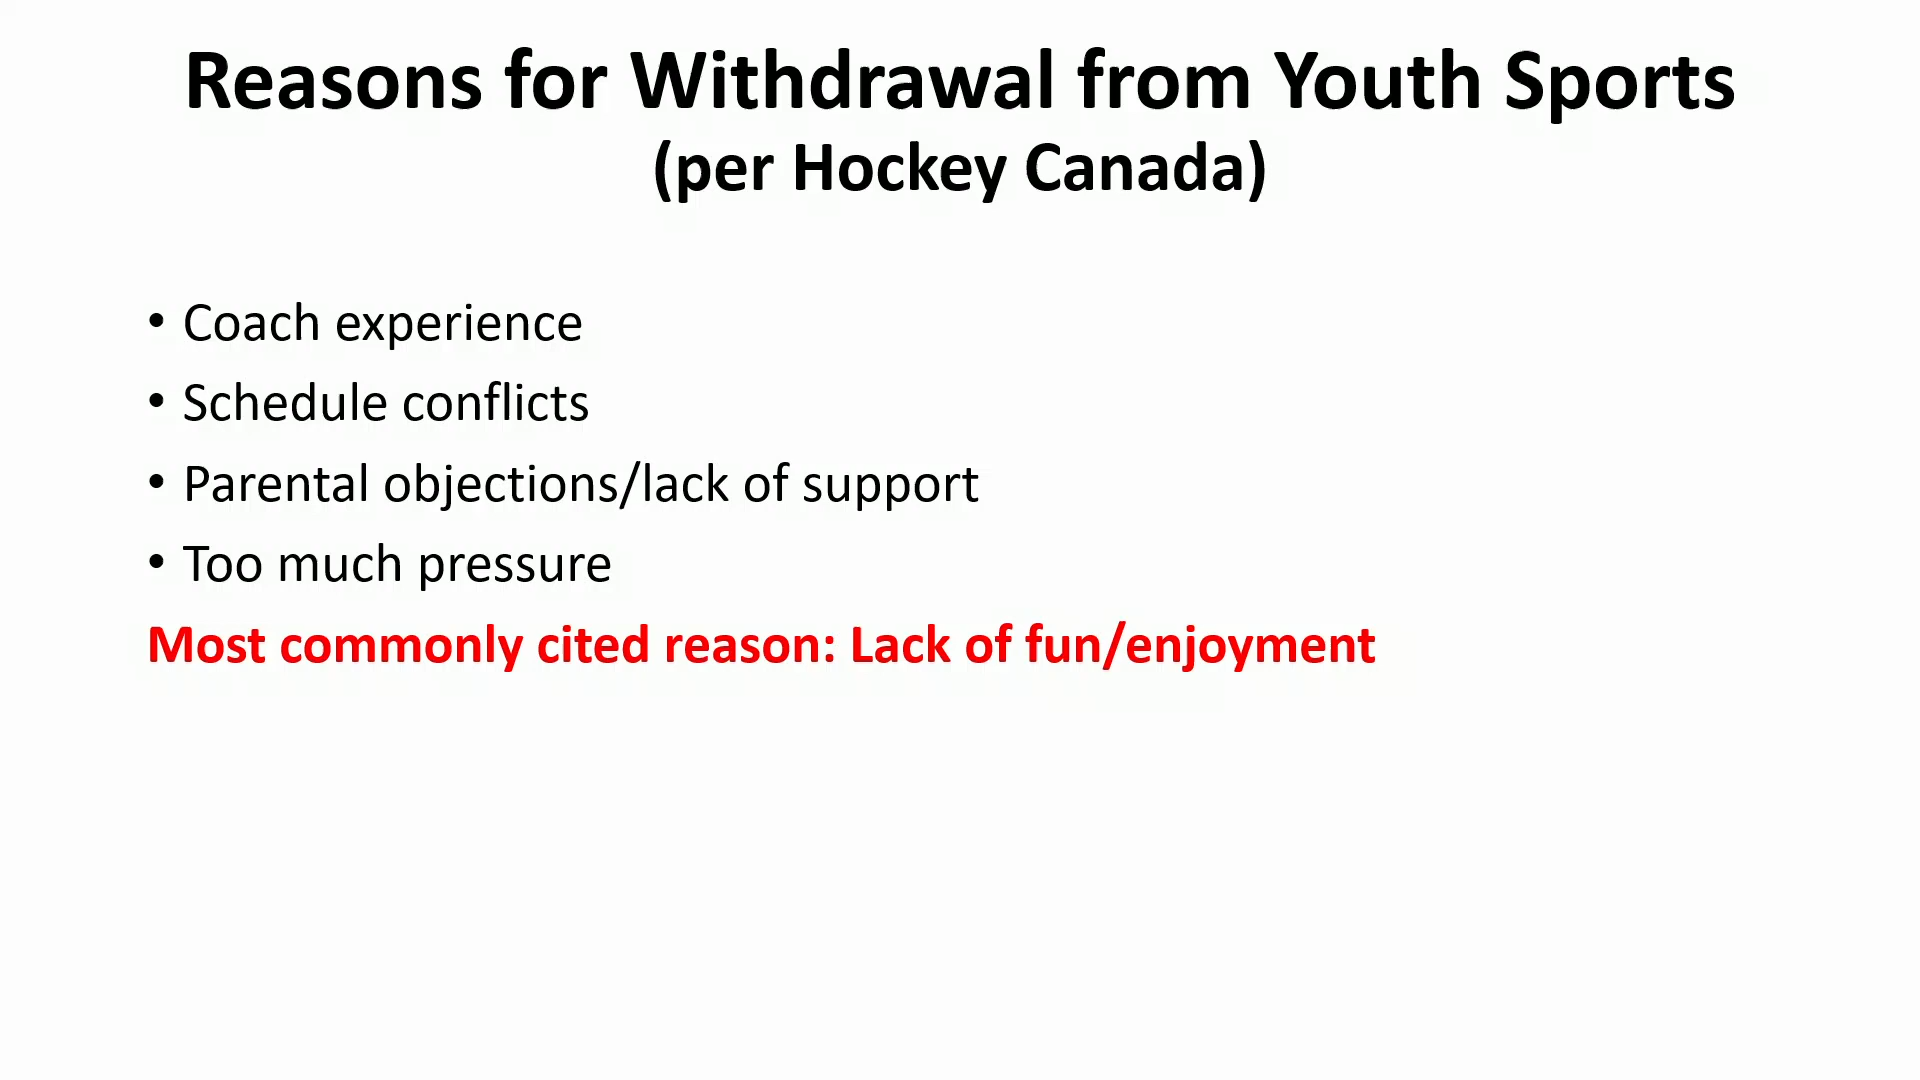 Reasons for Withdrawal from Youth Sports
(per Hockey Canada)
• Coach experience
• Schedule conflicts
• Parental objections/lack of support
• Too much pressure
Most commonly cited reason: Lack of fun/enjoyment